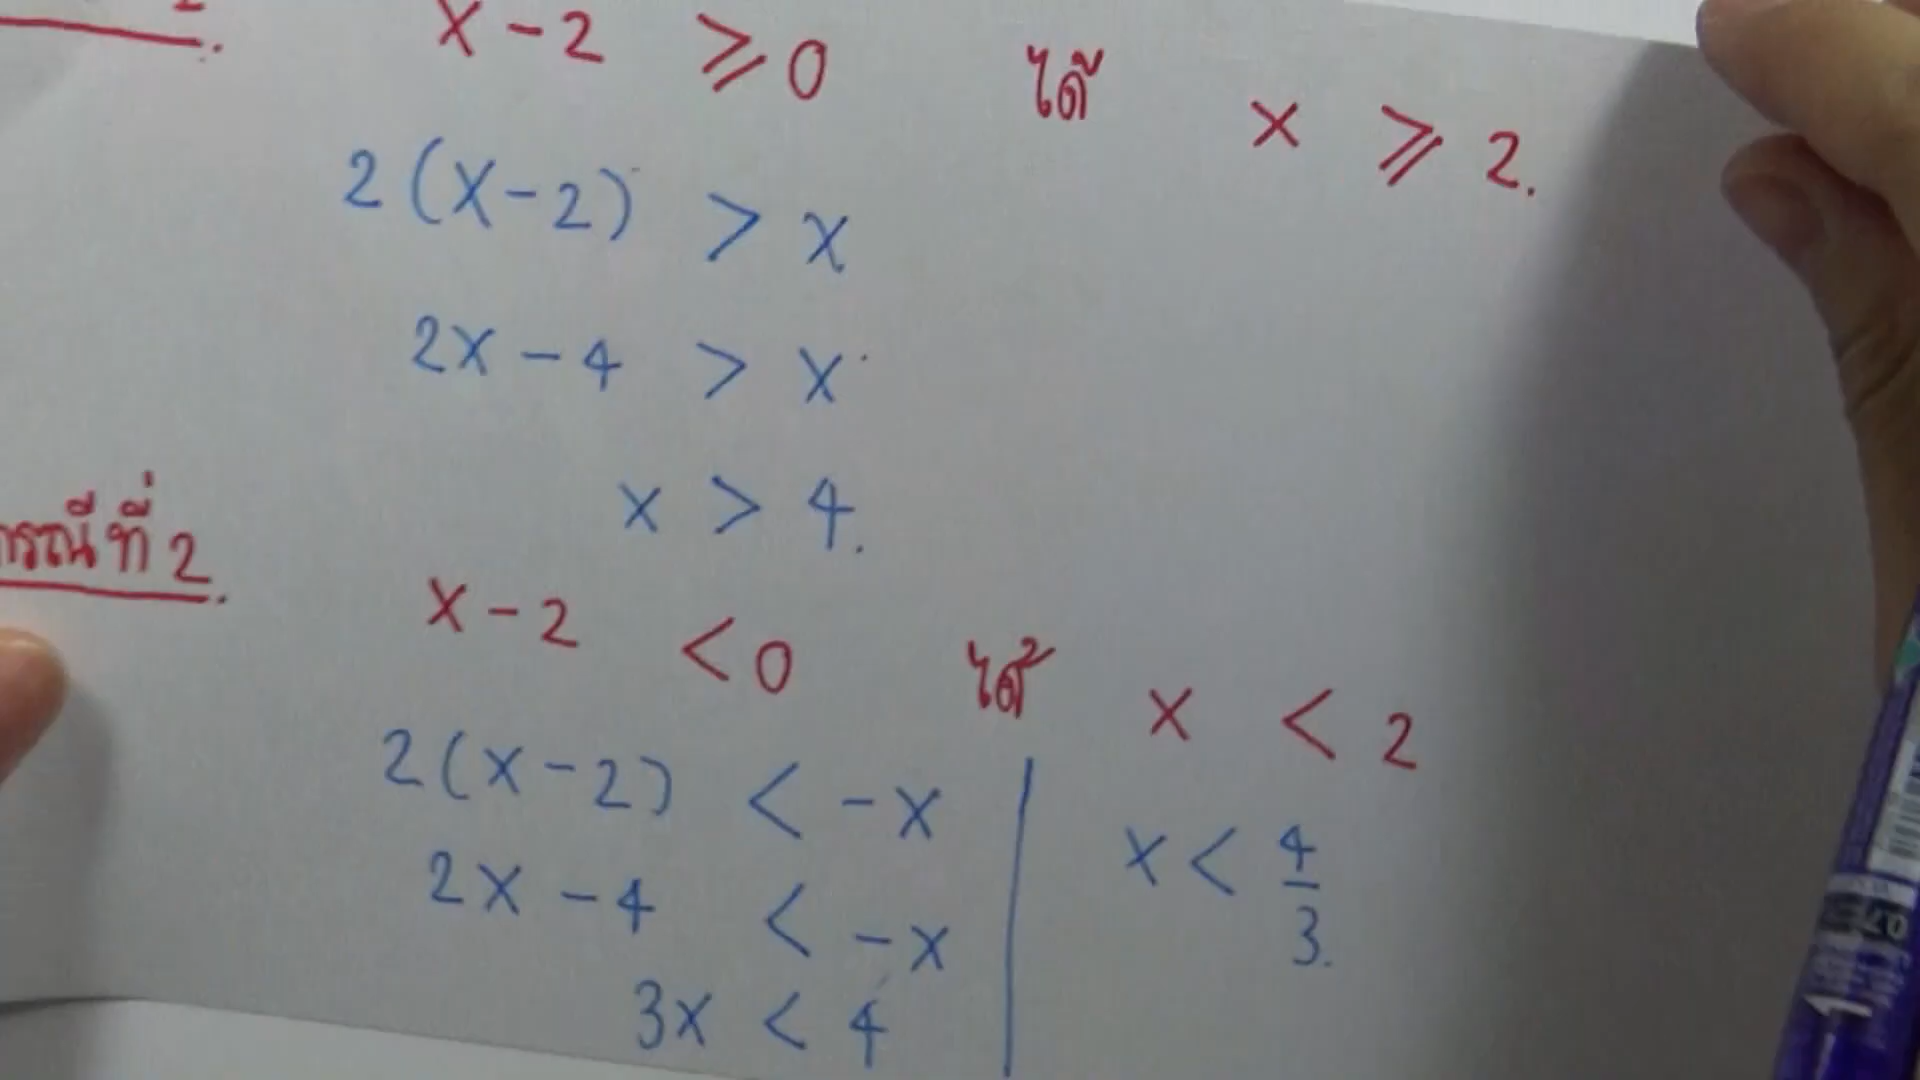 x - 2 ⩾ 0 ได้ x ⩾ 2.
2(x-2) > x
2x - 4 > x
x > 4.
กรณีที่ 2.
x - 2 < 0 ได้ x < 2
2(x-2) < -x
2x - 4 < -x
3x < 4
x < 4/3.